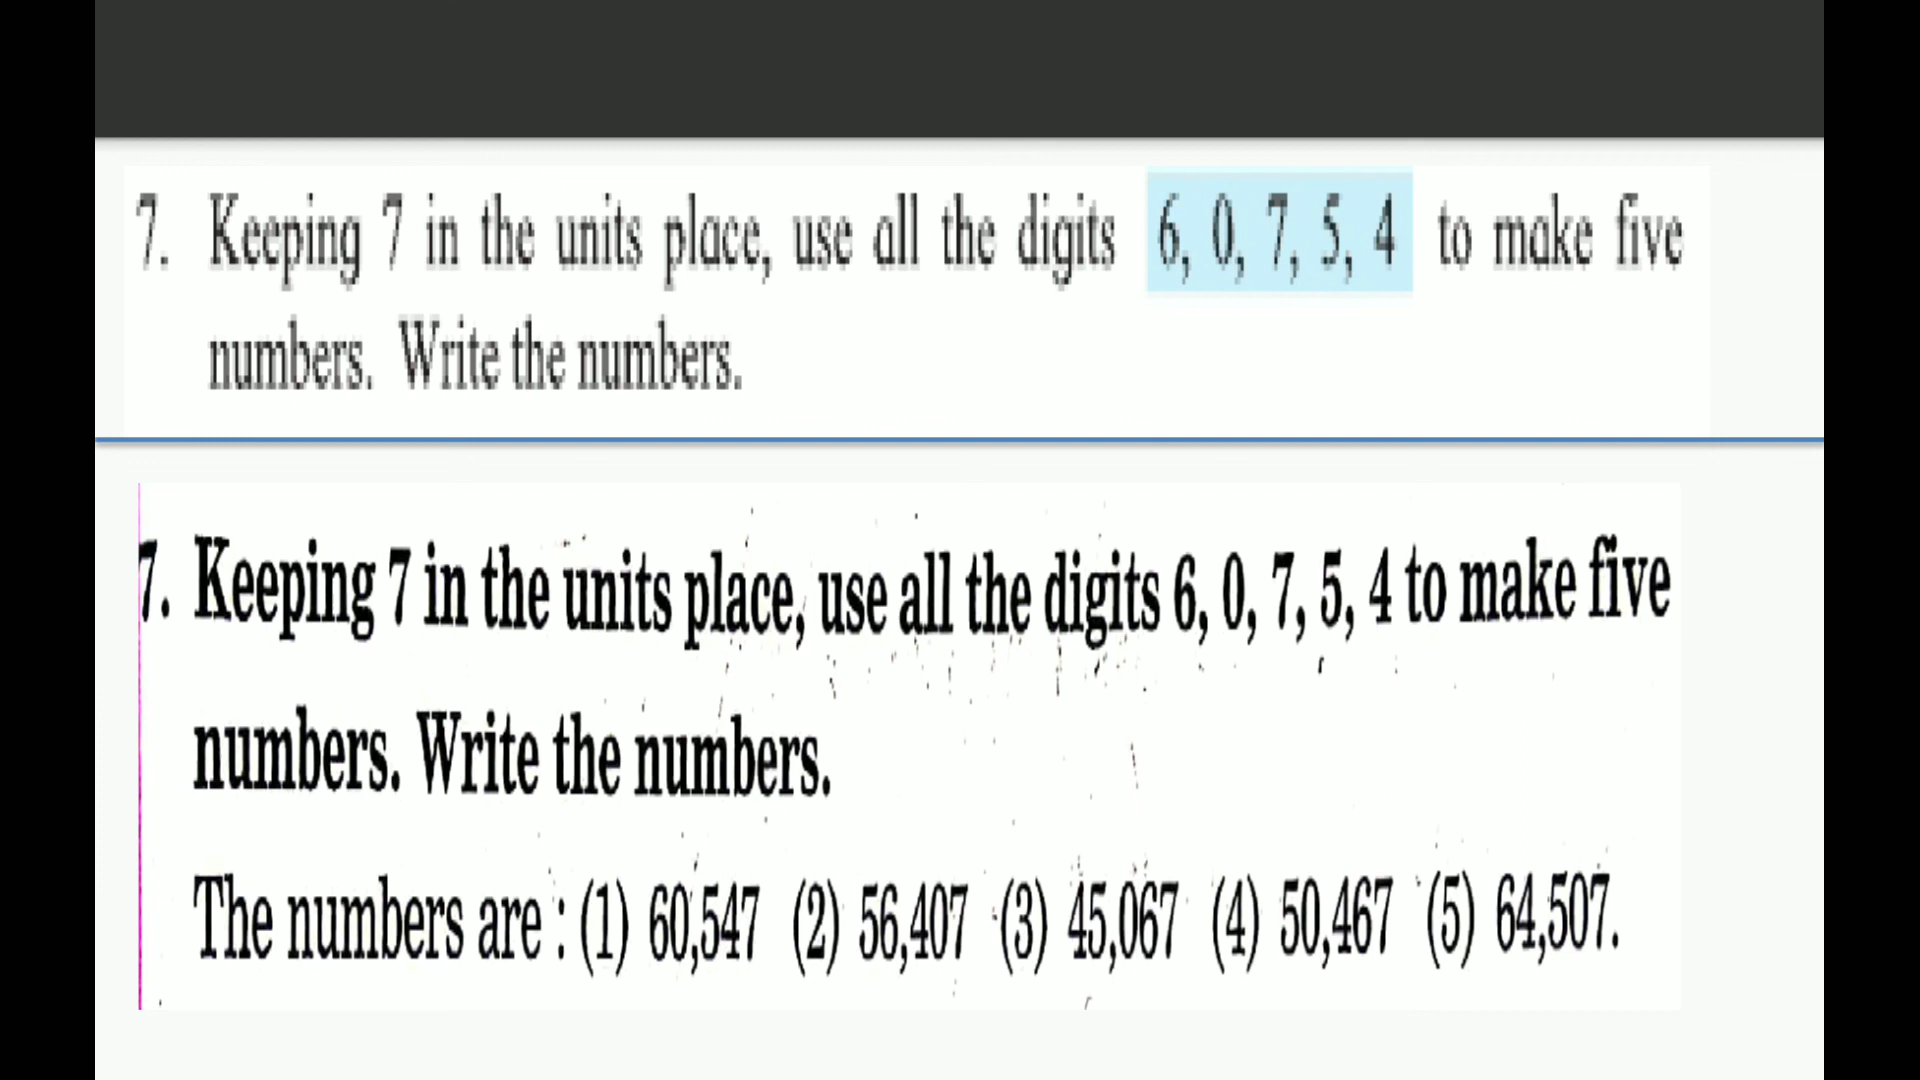 7. Keeping 7 in the units place, use all the digits 6, 0, 7, 5, 4 to make five
numbers. Write the numbers.
7. Keeping 7 in the units place, use all the digits 6, 0, 7, 5, 4 to make five
numbers. Write the numbers.
The numbers are : (1) 60,547 (2) 56,407 (3) 45,067 (4) 50,467 (5) 64,507.